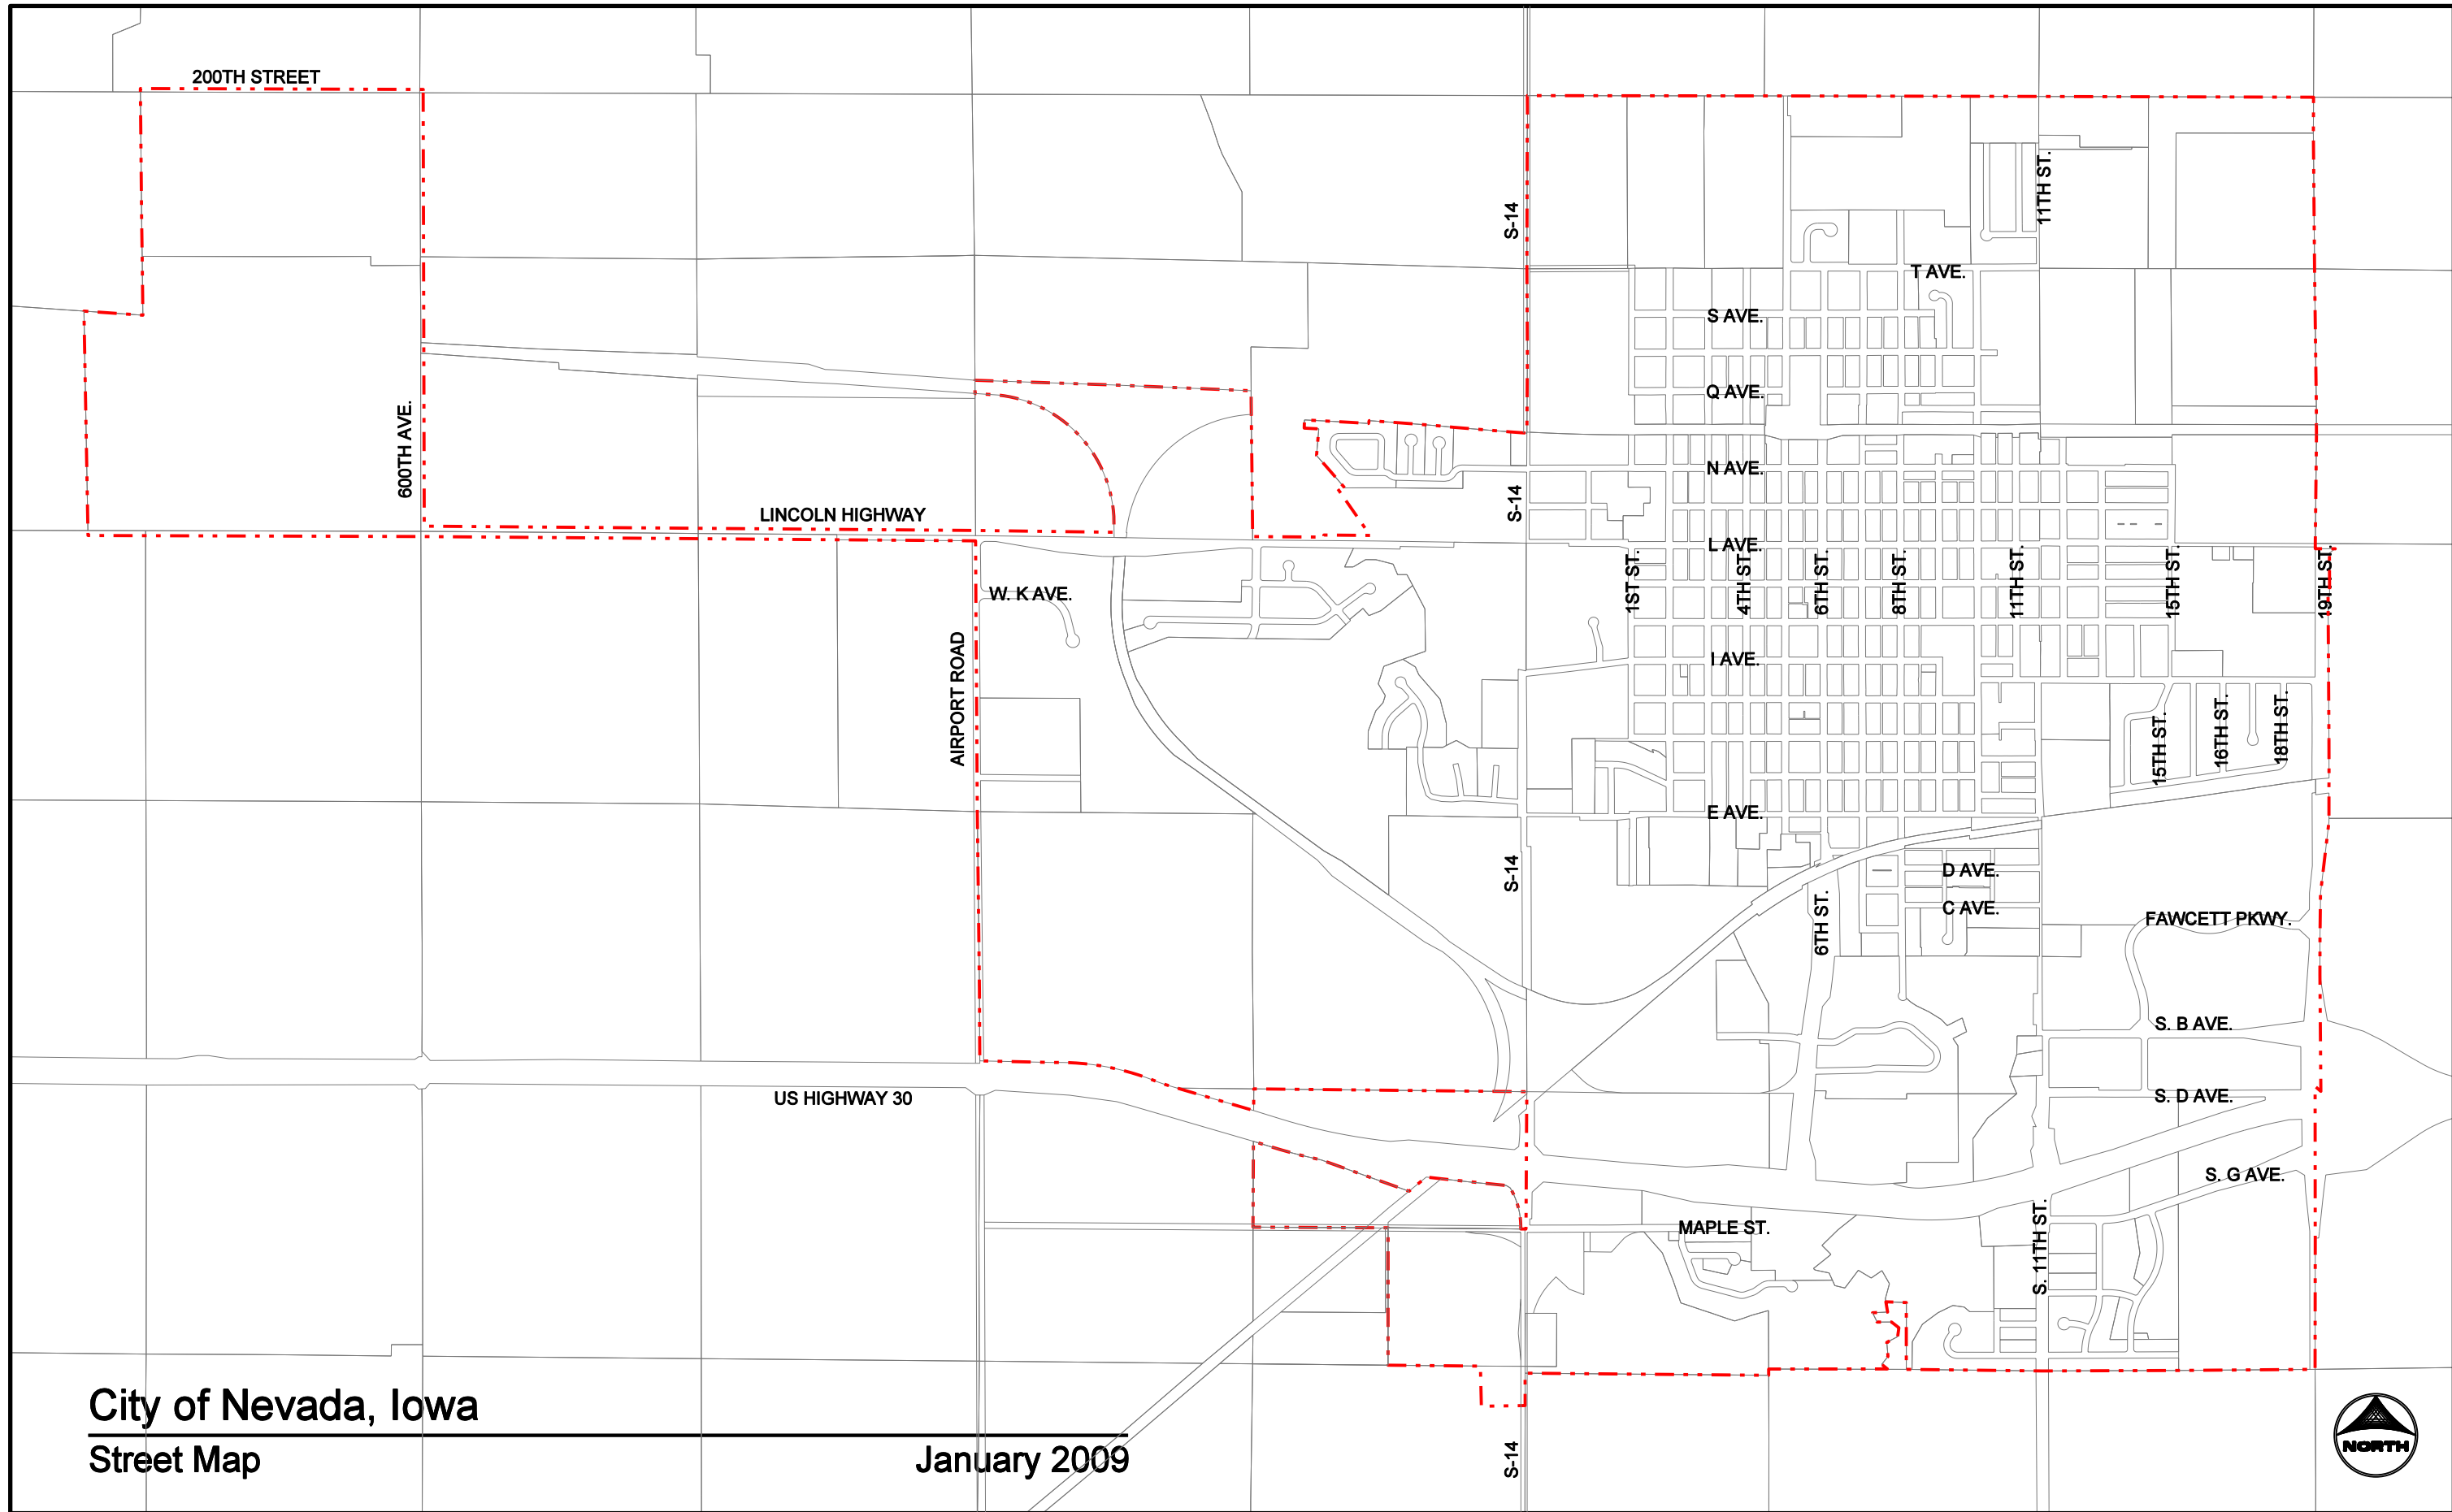 200TH STREET
11TH ST.
S-14
T AVE.
S AVE.
Q AVE.
600TH AVE.
N AVE.
S-14
LINCOLN HIGHWAY
L AVE.
1ST ST.
4TH ST.
6TH ST.
8TH ST.
11TH ST.
15TH ST.
19TH ST.
W. K AVE.
I AVE.
AIRPORT ROAD
15TH ST.
16TH ST.
18TH ST.
E AVE.
S-14
D AVE.
C AVE.
6TH ST.
FAWCETT PKWY.
S. B AVE.
US HIGHWAY 30
S. D AVE.
S. G AVE.
MAPLE ST.
S. 11TH ST.
City of Nevada, Iowa
Street Map
January 2009
S-14
NORTH